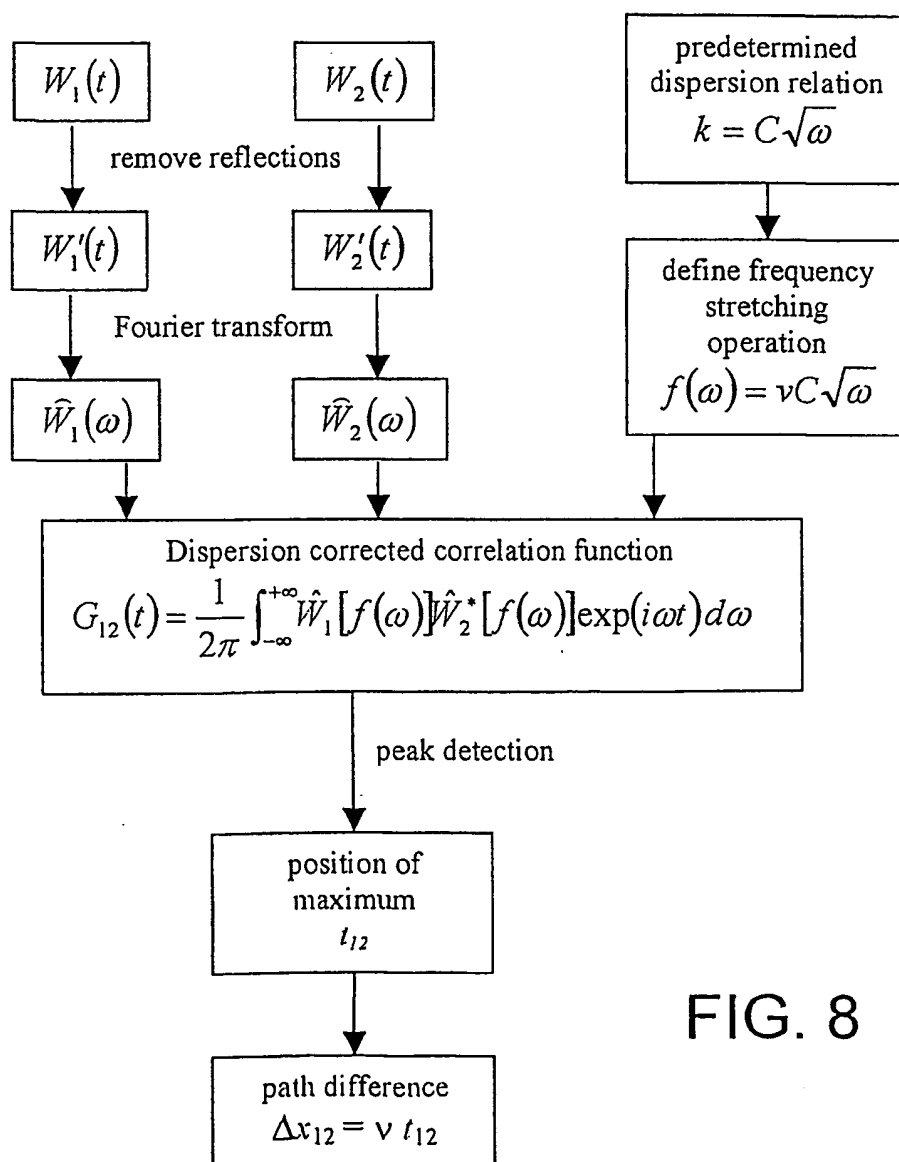 W₁(t)
W₂(t)
predetermined
dispersion relation
k = C√ω
remove reflections
W₁′(t)
W₂′(t)
define frequency
stretching
operation
f(ω) = νC√ω
Fourier transform
Ŵ₁(ω)
Ŵ₂(ω)
Dispersion corrected correlation function
G₁₂(t) = 1/2π ∫₋∞⁺∞ Ŵ₁[f(ω)]Ŵ₂*[f(ω)]exp(iωt)dω
peak detection
position of
maximum
t₁₂
path difference
Δx₁₂ = ν t₁₂
FIG. 8